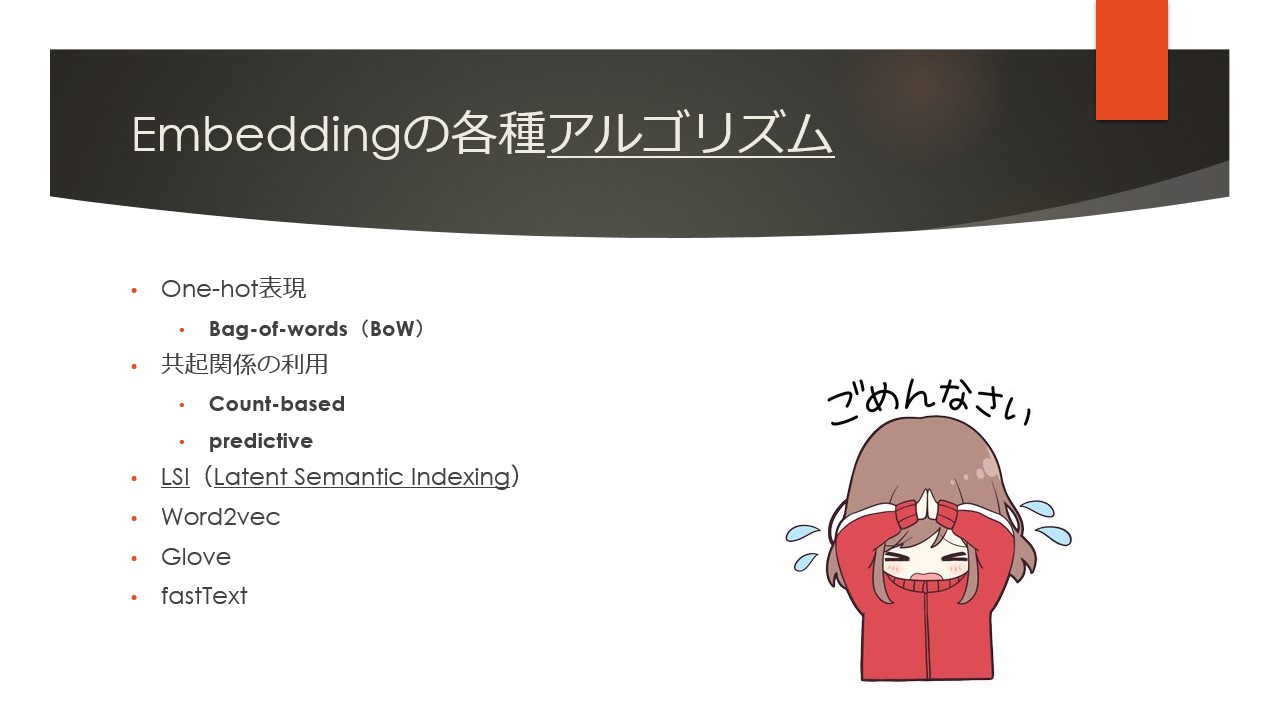 Embeddingの各種アルゴリズム
One-hot表現
Bag-of-words（BoW）
共起関係の利用
Count-based
predictive
LSI（Latent Semantic Indexing）
Word2vec
Glove
fastText
ごめんなさい